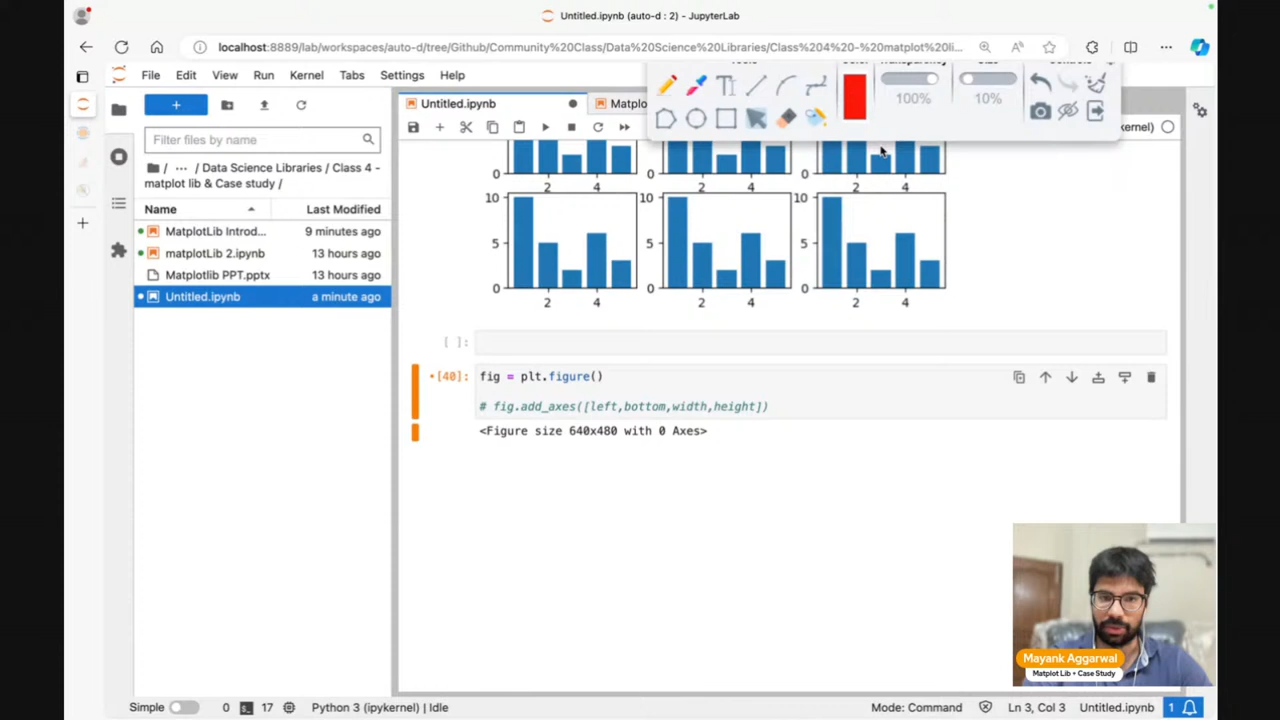 Untitled.ipynb (auto-d : 2) - JupyterLab
localhost:8889/lab/workspaces/auto-d/tree/Github/Community%20Class/Data%20Science%20Libraries/Class%204%20-%20matplot%20li...
File Edit View Run Kernel Tabs Settings Help
100%
10%
Untitled.ipynb
Matplo
kernel)
Filter files by name
/ ... / Data Science Libraries / Class 4 -
matplot lib & Case study /
Name Last Modified
MatplotLib Introd... 9 minutes ago
matplotLib 2.ipynb 13 hours ago
Matplotlib PPT.pptx 13 hours ago
Untitled.ipynb a minute ago
0 0 0
2 4 2 4 2 4
10 10 10
5 5 5
0 0 0
2 4 2 4 2 4
[ ]:
[40]: fig = plt.figure()
# fig.add_axes([left,bottom,width,height])
<Figure size 640x480 with 0 Axes>
Mayank Aggarwal
Matplot Lib + Case Study
Simple 0 17 Python 3 (ipykernel) | Idle Mode: Command Ln 3, Col 3 Untitled.ipynb 1